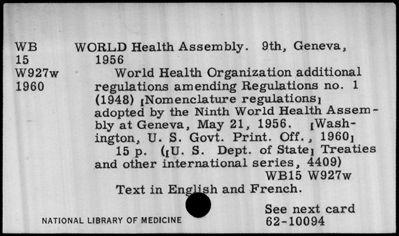 WB WORLD Health Assembly. 9th, Geneva,
15 1956
W927w World Health Organization additional
1960 regulations amending Regulations no. 1
(1948) [Nomenclature regulations]
adopted by the Ninth World Health Assem-
bly at Geneva, May 21, 1956. [Wash-
ington, U. S. Govt. Print. Off., 1960]
15 p. ([U. S. Dept. of State] Treaties
and other international series, 4409)
WB15 W927w
Text in English and French.
See next card
NATIONAL LIBRARY OF MEDICINE 62-10094